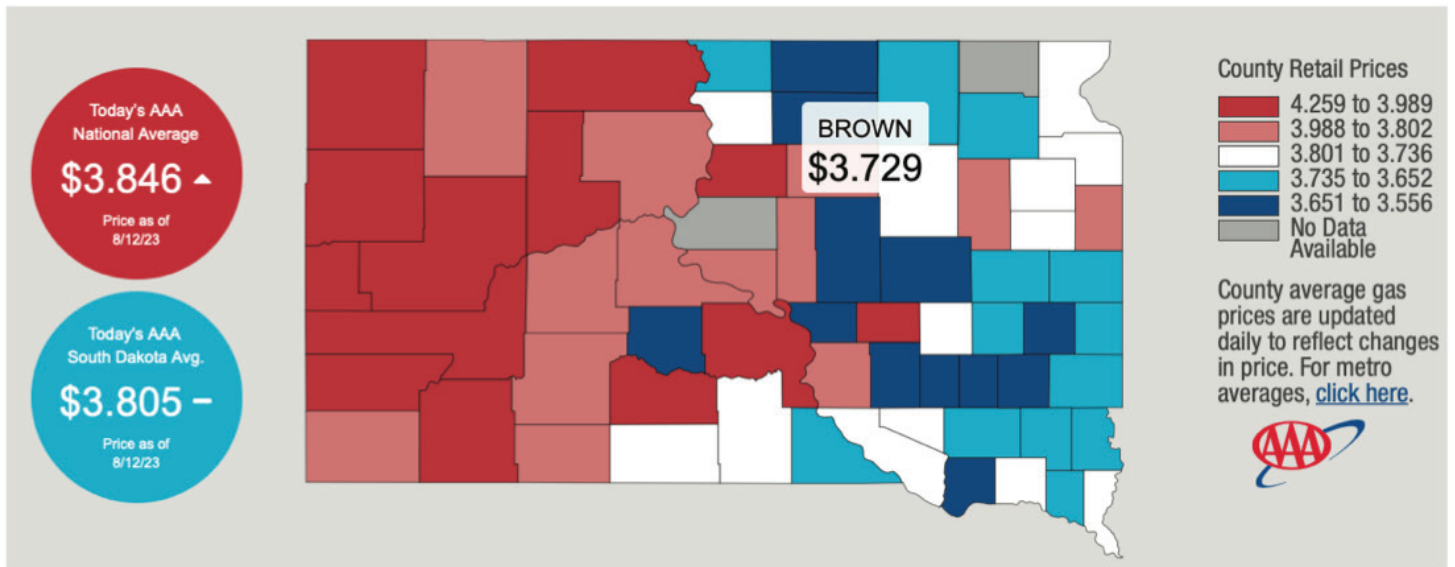 Today's AAA
National Average
$3.846
Price as of
8/12/23
Today's AAA
South Dakota Avg.
$3.805 –
Price as of
8/12/23
BROWN
$3.729
County Retail Prices
4.259 to 3.989
3.988 to 3.802
3.801 to 3.736
3.735 to 3.652
3.651 to 3.556
No Data
Available
County average gas
prices are updated
daily to reflect changes
in price. For metro
averages, click here.
AAA